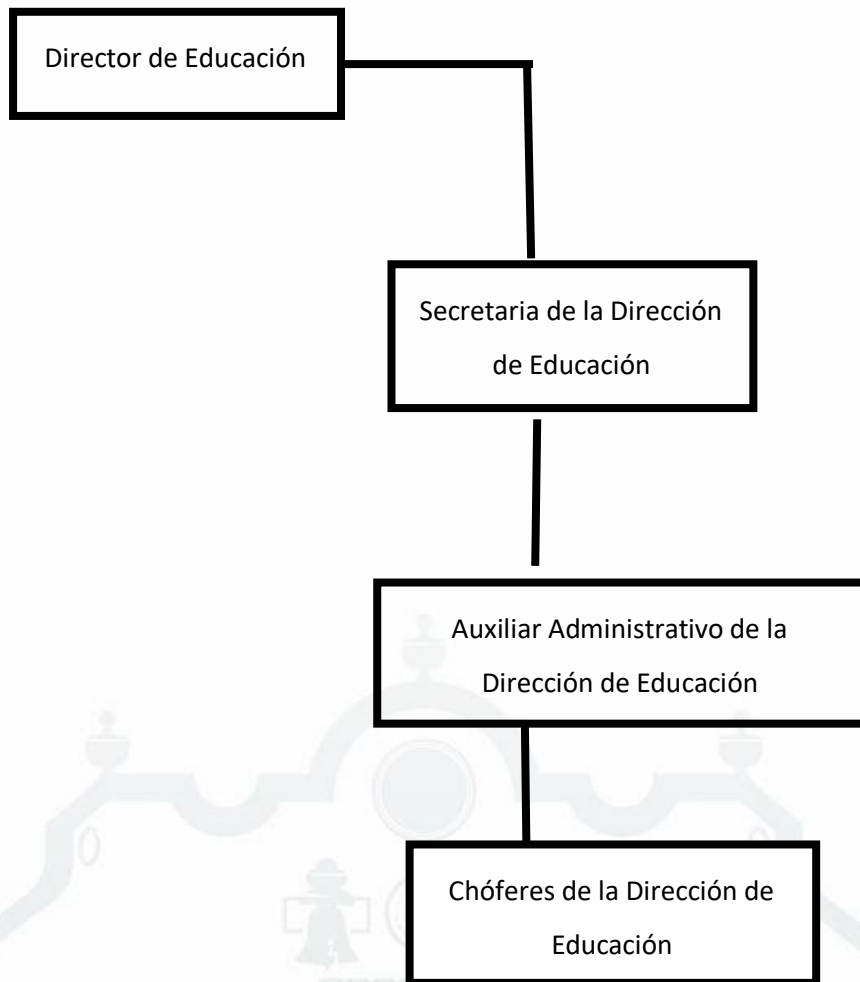 Director de Educación
Secretaria de la Dirección
de Educación
Auxiliar Administrativo de la
Dirección de Educación
Chóferes de la Dirección de
Educación